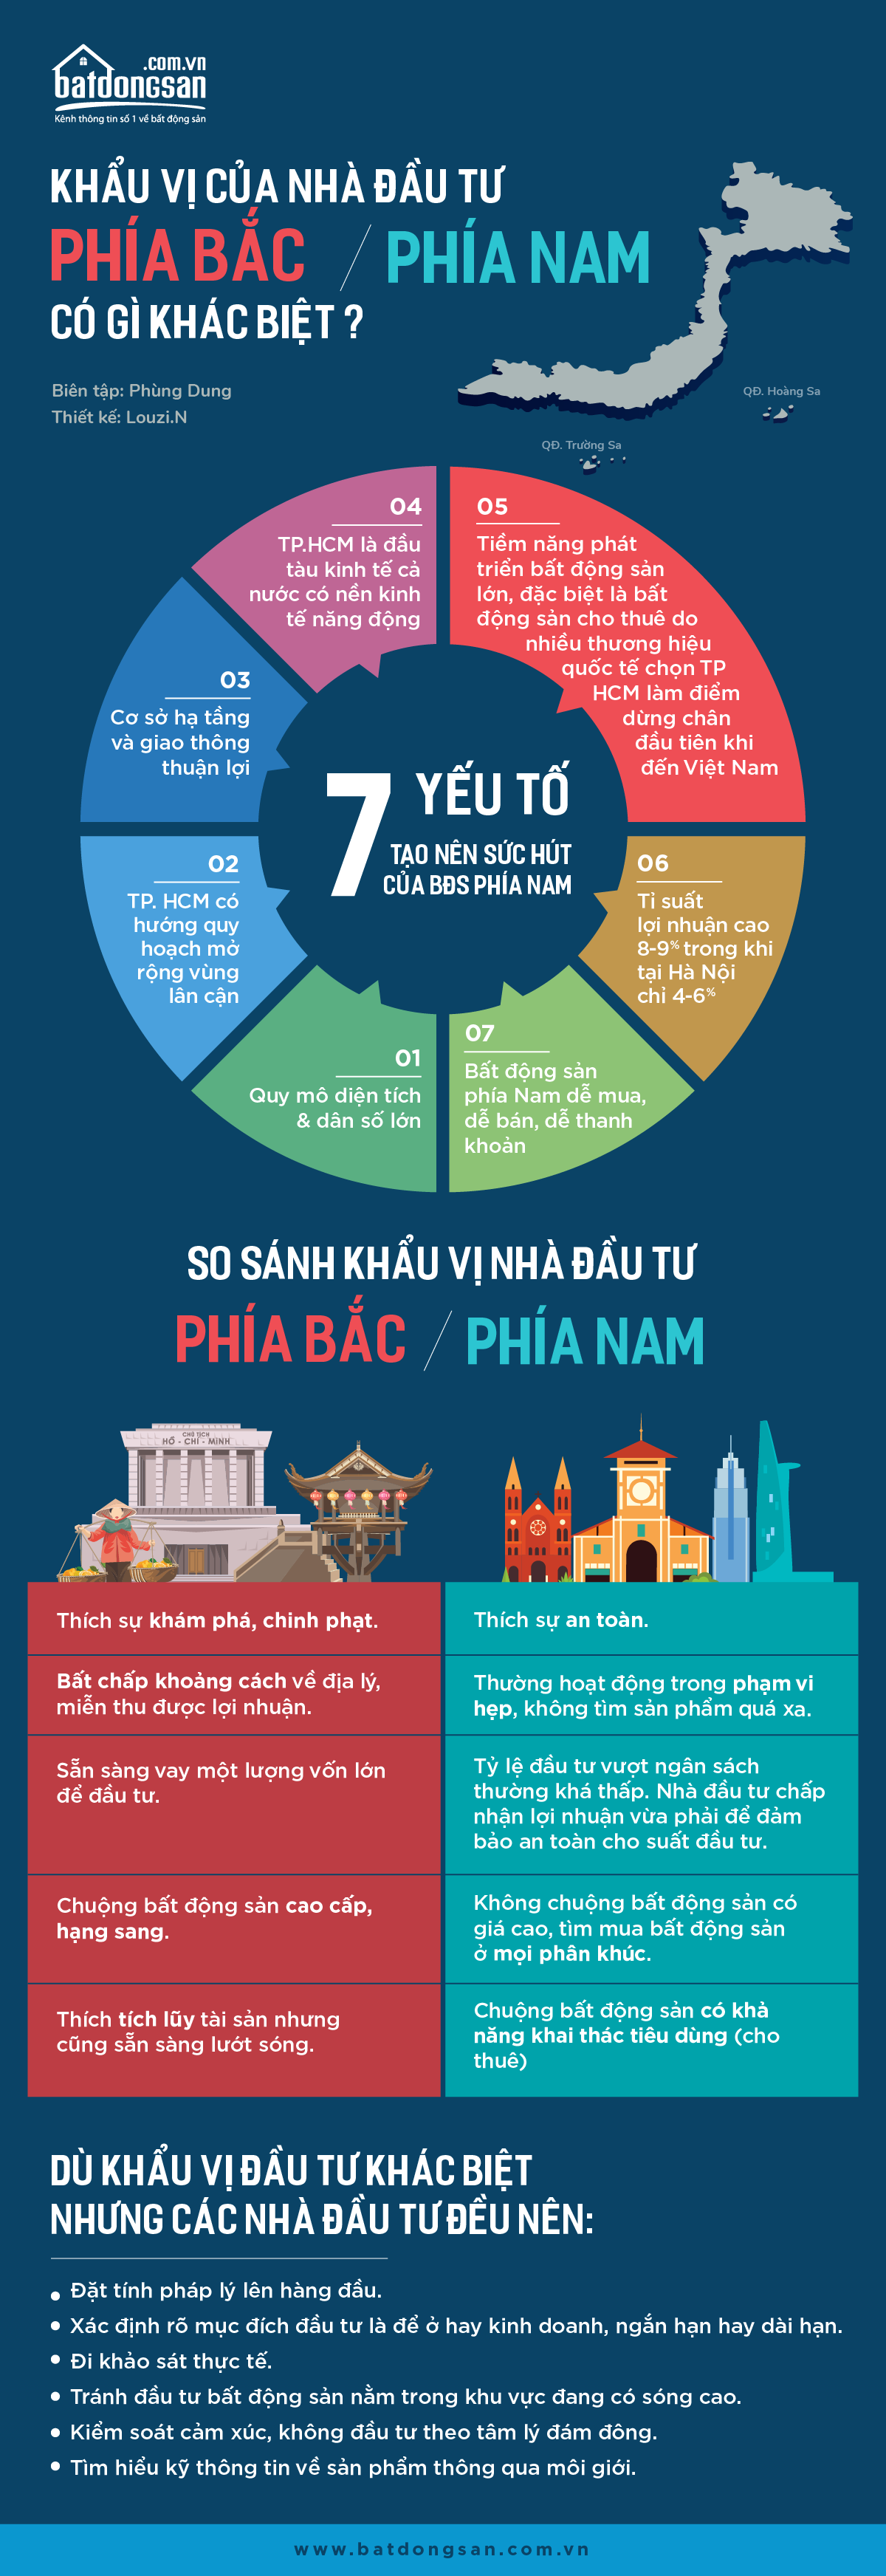 .com.vn
batdongsan
Kênh thông tin số 1 về bất động sản
KHẨU VỊ CỦA NHÀ ĐẦU TƯ
PHÍA BẮC / PHÍA NAM
CÓ GÌ KHÁC BIỆT ?
Biên tập: Phùng Dung
Thiết kế: Louzi.N
QĐ. Hoàng Sa
QĐ. Trường Sa
7 YẾU TỐ
TẠO NÊN SỨC HÚT
CỦA BĐS PHÍA NAM
01
Quy mô diện tích
& dân số lớn
02
TP. HCM có
hướng quy
hoạch mở
rộng vùng
lân cận
03
Cơ sở hạ tầng
và giao thông
thuận lợi
04
TP.HCM là đầu
tàu kinh tế cả
nước có nền kinh
tế năng động
05
Tiềm năng phát
triển bất động sản
lớn, đặc biệt là bất
động sản cho thuê do
nhiều thương hiệu
quốc tế chọn TP
HCM làm điểm
dừng chân
đầu tiên khi
đến Việt Nam
06
Tỉ suất
lợi nhuận cao
8-9% trong khi
tại Hà Nội
chỉ 4-6%
07
Bất động sản
phía Nam dễ mua,
dễ bán, dễ thanh
khoản
SO SÁNH KHẨU VỊ NHÀ ĐẦU TƯ
PHÍA BẮC / PHÍA NAM
CHỦ TỊCH
HỒ - CHÍ - MINH
Thích sự khám phá, chinh phạt.
Thích sự an toàn.
Bất chấp khoảng cách về địa lý,
miễn thu được lợi nhuận.
Thường hoạt động trong phạm vi
hẹp, không tìm sản phẩm quá xa.
Sẵn sàng vay một lượng vốn lớn
để đầu tư.
Tỷ lệ đầu tư vượt ngân sách
thường khá thấp. Nhà đầu tư chấp
nhận lợi nhuận vừa phải để đảm
bảo an toàn cho suất đầu tư.
Chuộng bất động sản cao cấp,
hạng sang.
Không chuộng bất động sản có
giá cao, tìm mua bất động sản
ở mọi phân khúc.
Thích tích lũy tài sản nhưng
cũng sẵn sàng lướt sóng.
Chuộng bất động sản có khả
năng khai thác tiêu dùng (cho
thuê)
DÙ KHẨU VỊ ĐẦU TƯ KHÁC BIỆT
NHƯNG CÁC NHÀ ĐẦU TƯ ĐỀU NÊN:
• Đặt tính pháp lý lên hàng đầu.
• Xác định rõ mục đích đầu tư là để ở hay kinh doanh, ngắn hạn hay dài hạn.
• Đi khảo sát thực tế.
• Tránh đầu tư bất động sản nằm trong khu vực đang có sóng cao.
• Kiểm soát cảm xúc, không đầu tư theo tâm lý đám đông.
• Tìm hiểu kỹ thông tin về sản phẩm thông qua môi giới.
www.batdongsan.com.vn